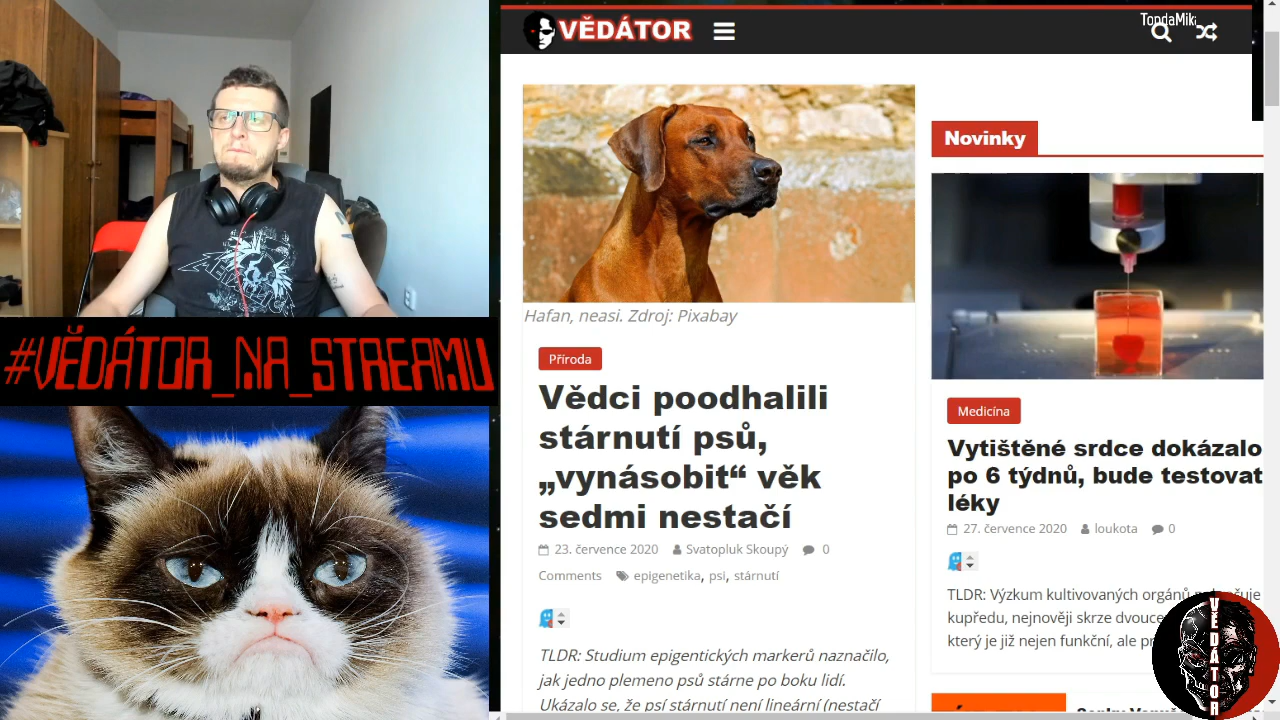 VĚDÁTOR
TondaMik
Hafan, neasi. Zdroj: Pixabay
Příroda
Vědci poodhalili
stárnutí psů,
„vynásobit“ věk
sedmi nestačí
23. července 2020 Svatopluk Skoupý 0
Comments epigenetika, psi, stárnutí
TLDR: Studium epigentických markerů naznačilo,
jak jedno plemeno psů stárne po boku lidí.
Ukázalo se, že psí stárnutí není lineární (nestačí
Novinky
Medicína
Vytištěné srdce dokázalo
po 6 týdnů, bude testovat
léky
27. července 2020 loukota 0
TLDR: Výzkum kultivovaných orgánů
kupředu, nejnověji skrze
který je již nejen funkční, ale
#VĚDÁTOR_NA_STREAMU
VĚDÁTOR